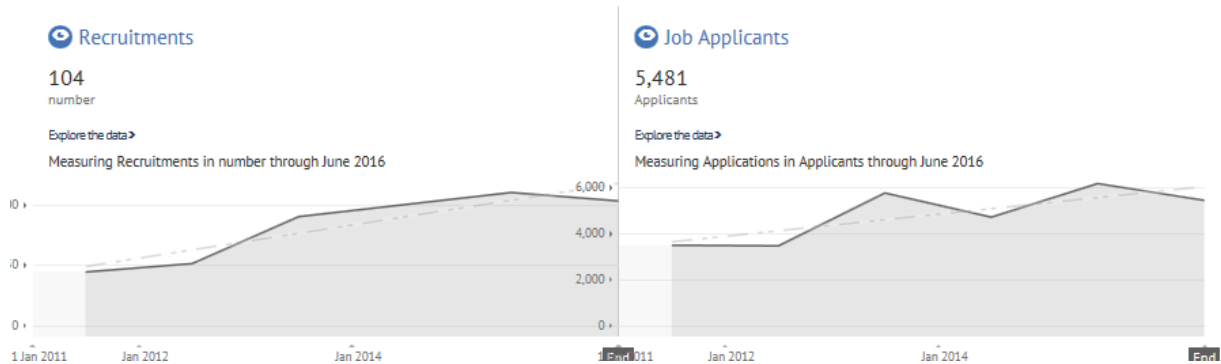 Recruitments
104
number
Explore the data>
Measuring Recruitments in number through June 2016
0
1 Jan 2011 Jan 2012 Jan 2014 End
Job Applicants
5,481
Applicants
Explore the data>
Measuring Applications in Applicants through June 2016
6,000
4,000
2,000
0
Jan 2012 Jan 2014 End